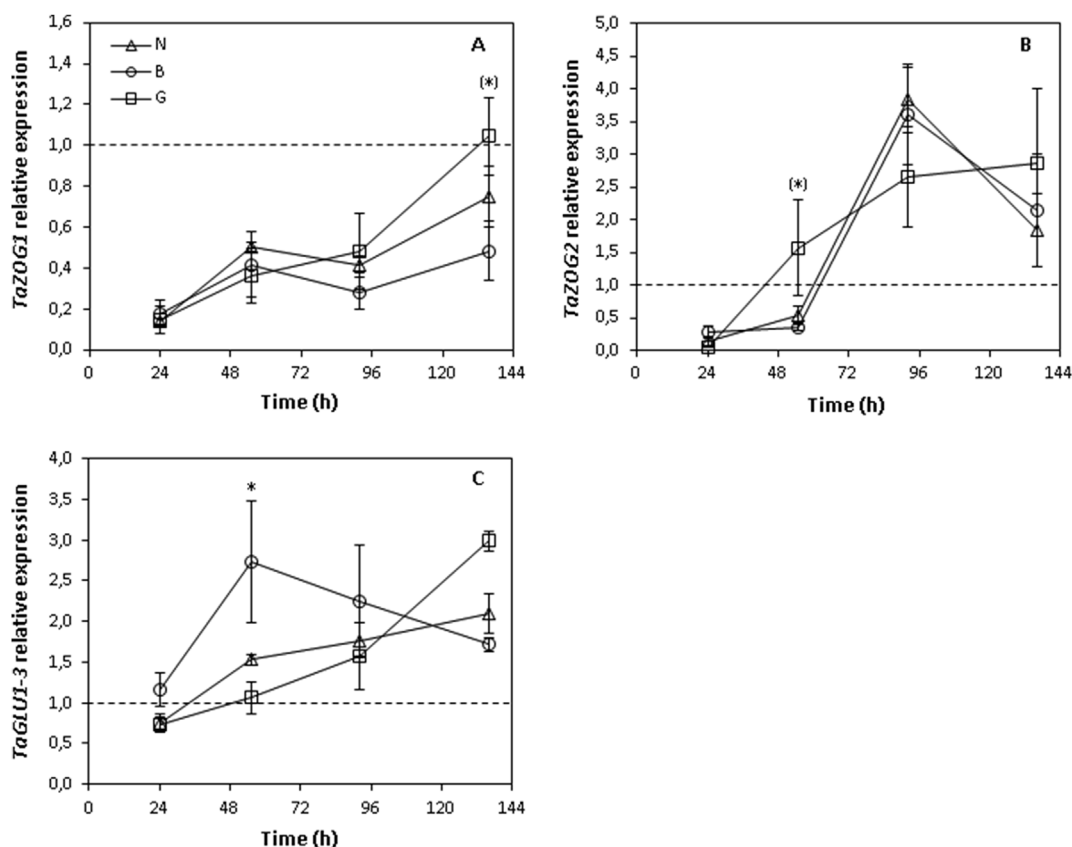 A
N
B
G
(*)
TaZOG1 relative expression
1,6
1,4
1,2
1,0
0,8
0,6
0,4
0,2
0,0
0 24 48 72 96 120 144
Time (h)
B
(*)
TaZOG2 relative expression
5,0
4,5
4,0
3,5
3,0
2,5
2,0
1,5
1,0
0,5
0,0
0 24 48 72 96 120 144
Time (h)
C
*
TaGLU1-3 relative expression
4,0
3,5
3,0
2,5
2,0
1,5
1,0
0,5
0,0
0 24 48 72 96 120 144
Time (h)